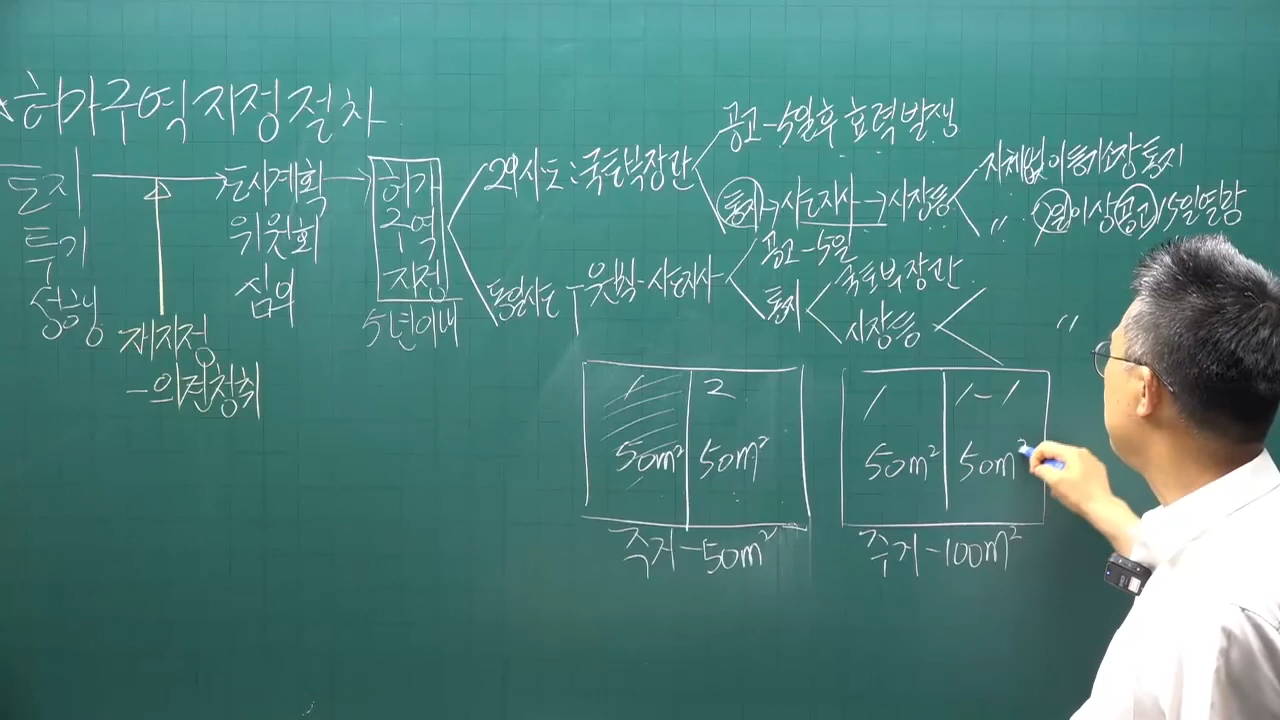 허가구역 지정절차
투기
성행
도시계획
위원회
심의
재지정
-의견청취
허가
구역
지정
5년이내
2이시도:국토부장관
공고-5일후 효력발생
통지→시도지사→시장등
지체없이 등기소장 통지
〃 7일이상 공고 15일 열람
동일시도
원칙-시도지사
공고-5일
통지
국토부장관
시장등
〃
1
2
50m²
50m²
주거-50m²
1
1-1
50m²
50m²
주거-100m²